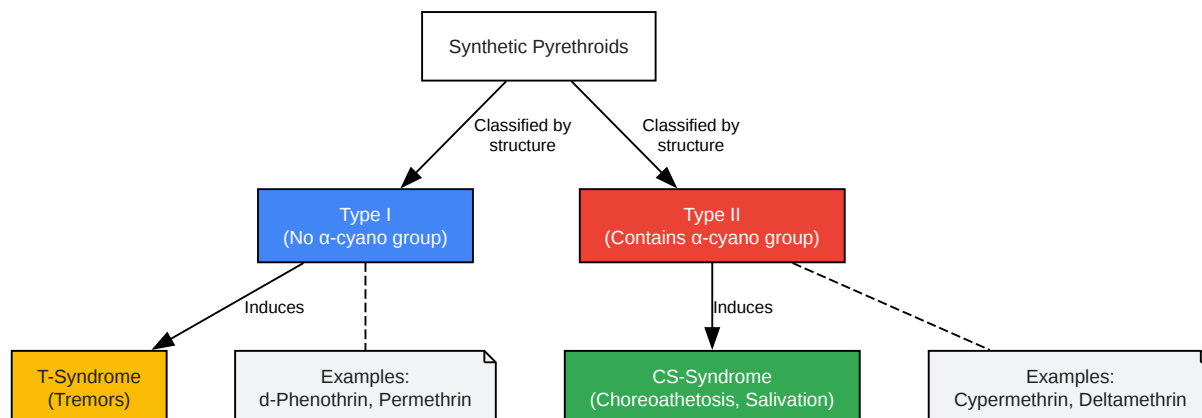 Synthetic Pyrethroids
Classified by
structure
Classified by
structure
Type I
(No α-cyano group)
Type II
(Contains α-cyano group)
Induces
Induces
T-Syndrome
(Tremors)
Examples:
d-Phenothrin, Permethrin
CS-Syndrome
(Choreoathetosis, Salivation)
Examples:
Cypermethrin, Deltamethrin